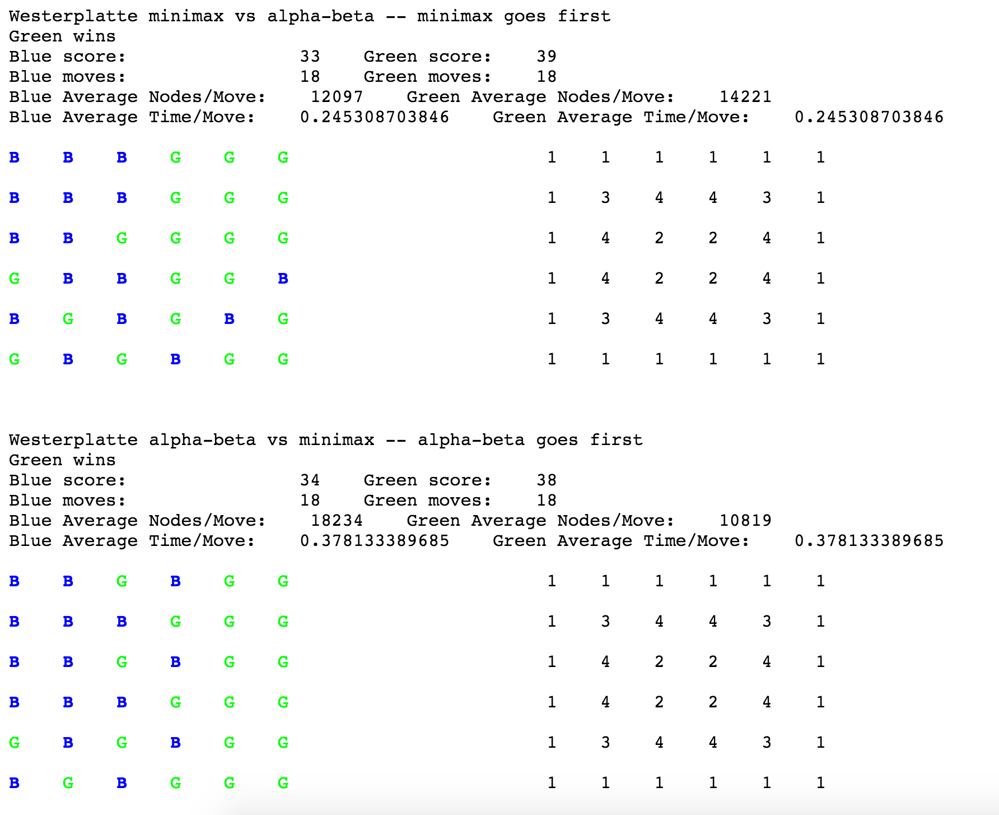 Westerplatte minimax vs alpha-beta -- minimax goes first
Green wins
Blue score: 33 Green score: 39
Blue moves: 18 Green moves: 18
Blue Average Nodes/Move: 12097 Green Average Nodes/Move: 14221
Blue Average Time/Move: 0.245308703846 Green Average Time/Move: 0.245308703846
B B B G G G 1 1 1 1 1 1
B B B G G G 1 3 4 4 3 1
B B G G G G 1 4 2 2 4 1
G B B G G B 1 4 2 2 4 1
B G B G B G 1 3 4 4 3 1
G B G B G G 1 1 1 1 1 1
Westerplatte alpha-beta vs minimax -- alpha-beta goes first
Green wins
Blue score: 34 Green score: 38
Blue moves: 18 Green moves: 18
Blue Average Nodes/Move: 18234 Green Average Nodes/Move: 10819
Blue Average Time/Move: 0.378133389685 Green Average Time/Move: 0.378133389685
B B G B G G 1 1 1 1 1 1
B B B G G G 1 3 4 4 3 1
B B G B G G 1 4 2 2 4 1
B B B G G G 1 4 2 2 4 1
G B G B G G 1 3 4 4 3 1
B G B G G G 1 1 1 1 1 1